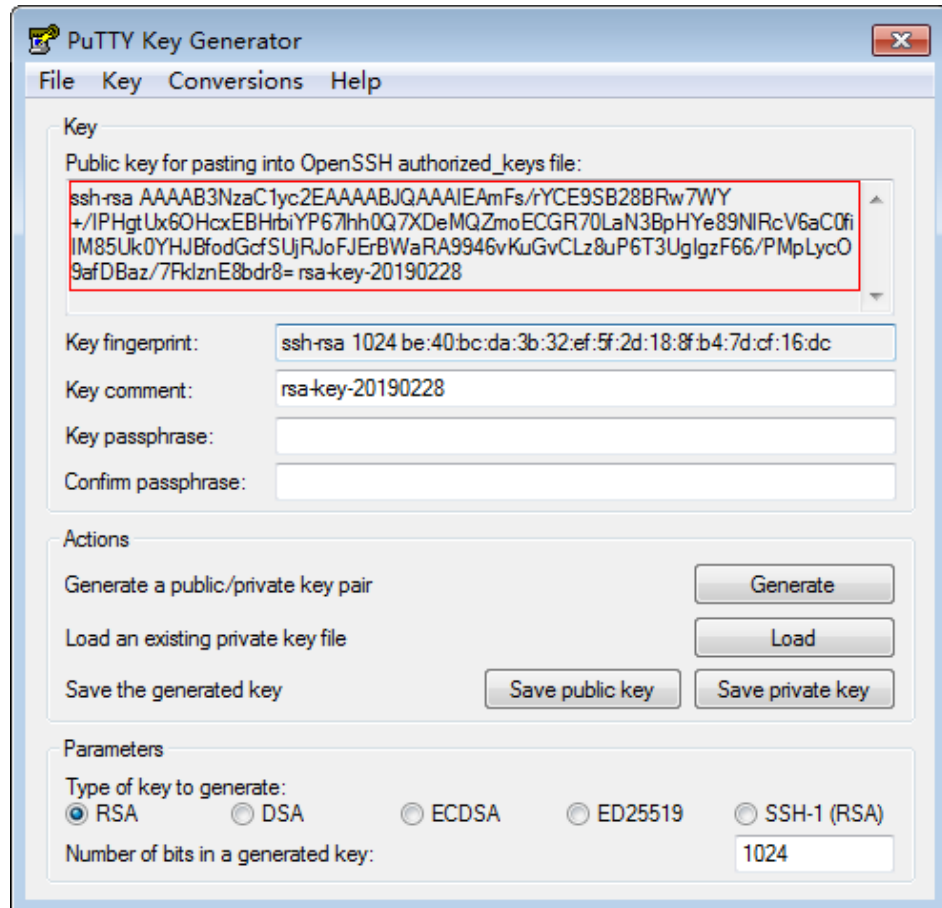 PuTTY Key Generator
File Key Conversions Help
Key
Public key for pasting into OpenSSH authorized_keys file:
ssh-rsa AAAAB3NzaC1yc2EAAAABJQAAAIEAmFs/rYCE9SB28BRw7WY
+/IPHgtUx6OHcxEBHrbiYP67lhh0Q7XDeMQZmoECGR70LaN3BpHYe89NIRcV6aC0fi
IM85Uk0YHJBfodGcfSUjRJoFJErBWaRA9946vKuGvCLz8uP6T3UgIgzF66/PMpLycO
9afDBaz/7FkIznE8bdr8= rsa-key-20190228
Key fingerprint: ssh-rsa 1024 be:40:bc:da:3b:32:ef:5f:2d:18:8f:b4:7d:cf:16:dc
Key comment: rsa-key-20190228
Key passphrase:
Confirm passphrase:
Actions
Generate a public/private key pair Generate
Load an existing private key file Load
Save the generated key Save public key Save private key
Parameters
Type of key to generate:
RSA DSA ECDSA ED25519 SSH-1 (RSA)
Number of bits in a generated key: 1024